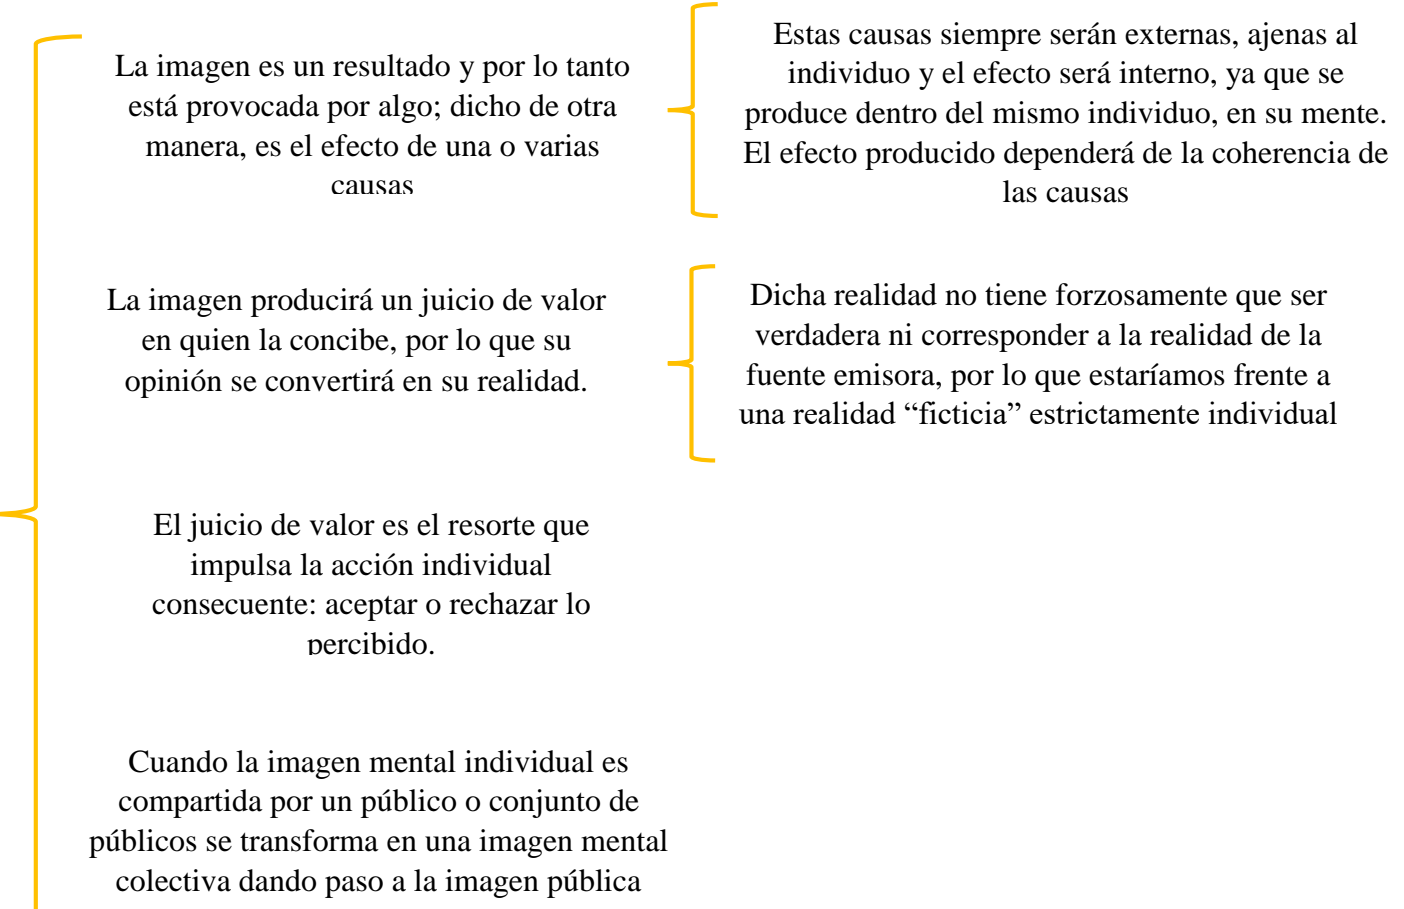 La imagen es un resultado y por lo tanto
está provocada por algo; dicho de otra
manera, es el efecto de una o varias
causas
Estas causas siempre serán externas, ajenas al
individuo y el efecto será interno, ya que se
produce dentro del mismo individuo, en su mente.
El efecto producido dependerá de la coherencia de
las causas
La imagen producirá un juicio de valor
en quien la concibe, por lo que su
opinión se convertirá en su realidad.
Dicha realidad no tiene forzosamente que ser
verdadera ni corresponder a la realidad de la
fuente emisora, por lo que estaríamos frente a
una realidad “ficticia” estrictamente individual
El juicio de valor es el resorte que
impulsa la acción individual
consecuente: aceptar o rechazar lo
percibido.
Cuando la imagen mental individual es
compartida por un público o conjunto de
públicos se transforma en una imagen mental
colectiva dando paso a la imagen pública